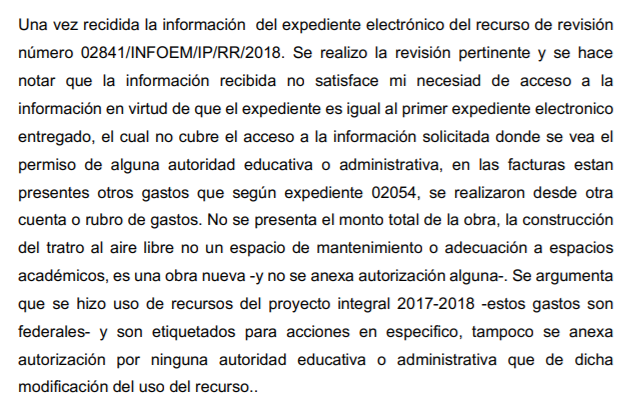 Una vez recidida la información del expediente electrónico del recurso de revisión
número 02841/INFOEM/IP/RR/2018. Se realizo la revisión pertinente y se hace
notar que la información recibida no satisface mi necesiad de acceso a la
información en virtud de que el expediente es igual al primer expediente electronico
entregado, el cual no cubre el acceso a la información solicitada donde se vea el
permiso de alguna autoridad educativa o administrativa, en las facturas estan
presentes otros gastos que según expediente 02054, se realizaron desde otra
cuenta o rubro de gastos. No se presenta el monto total de la obra, la construcción
del tratro al aire libre no un espacio de mantenimiento o adecuación a espacios
académicos, es una obra nueva -y no se anexa autorización alguna-. Se argumenta
que se hizo uso de recursos del proyecto integral 2017-2018 -estos gastos son
federales- y son etiquetados para acciones en especifico, tampoco se anexa
autorización por ninguna autoridad educativa o administrativa que de dicha
modificación del uso del recurso..